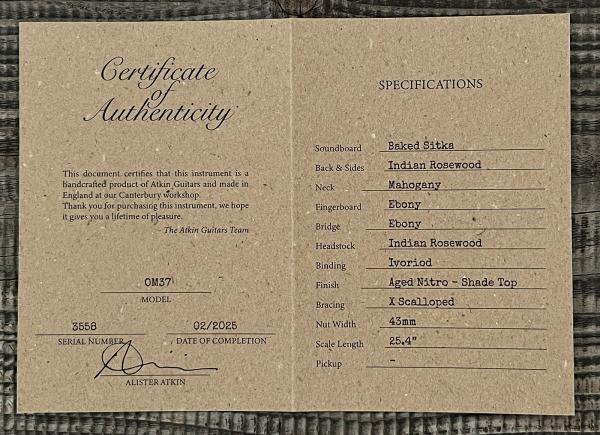 Certificate
of
Authenticity
This document certifies that this instrument is a
handcrafted product of Atkin Guitars and made in
England at our Canterbury workshop.
Thank you for purchasing this instrument, we hope
it gives you a lifetime of pleasure.
The Atkin Guitars Team
OM37
MODEL
3558
SERIAL NUMBER
02/2025
DATE OF COMPLETION
ALISTER ATKIN
SPECIFICATIONS
Soundboard Baked Sitka
Back & Sides Indian Rosewood
Neck Mahogany
Fingerboard Ebony
Bridge Ebony
Headstock Indian Rosewood
Binding Ivoriod
Finish Aged Nitro - Shade Top
Bracing X Scalloped
Nut Width 43mm
Scale Length 25.4"
Pickup -